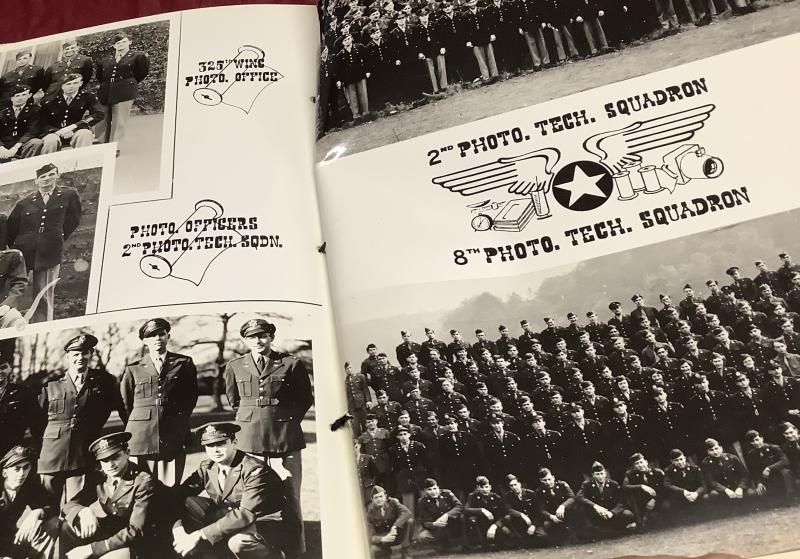 325TH WING
PHOTO. OFFICE
PHOTO. OFFICERS
2ND PHOTO. TECH. SQDN.
2ND PHOTO. TECH. SQUADRON
8TH PHOTO. TECH. SQUADRON